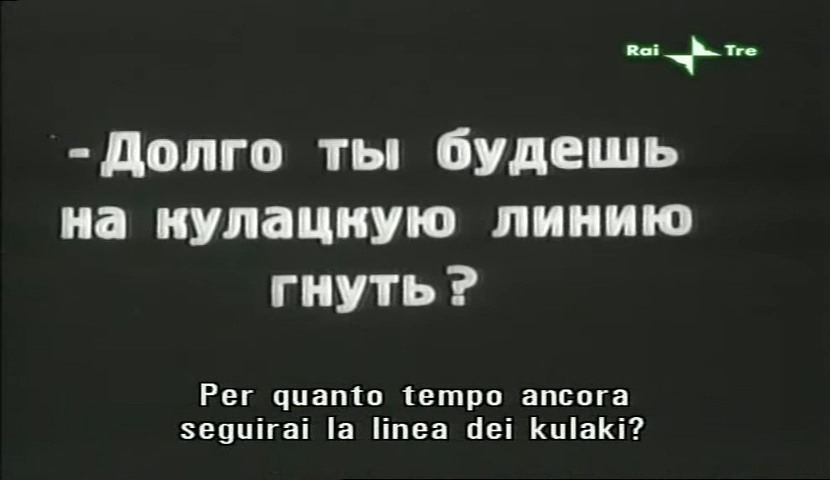 Rai Tre
-Долго ты будешь
на кулацкую линию
гнуть?
Per quanto tempo ancora
seguirai la linea dei kulaki?